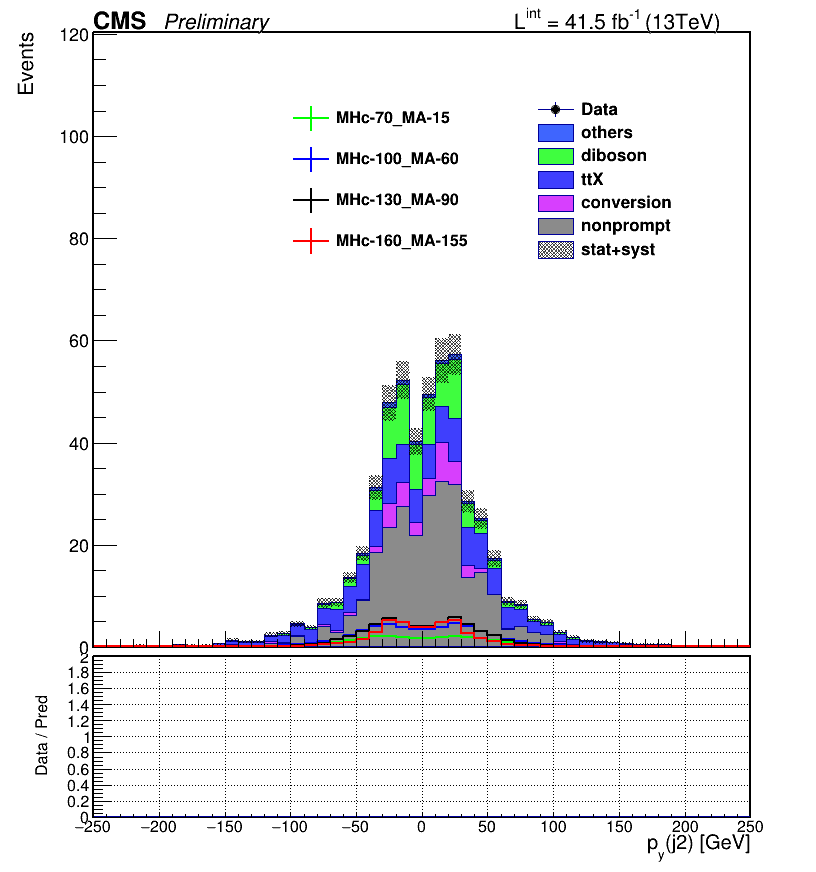 CMS Preliminary L^int = 41.5 fb^-1 (13TeV)
Events
120
100
80
60
40
20
0
MHc-70_MA-15
MHc-100_MA-60
MHc-130_MA-90
MHc-160_MA-155
Data
others
diboson
ttX
conversion
nonprompt
stat+syst
Data / Pred
2
1.8
1.6
1.4
1.2
1
0.8
0.6
0.4
0.2
0
−250 −200 −150 −100 −50 0 50 100 150 200 250
p_y(j2) [GeV]